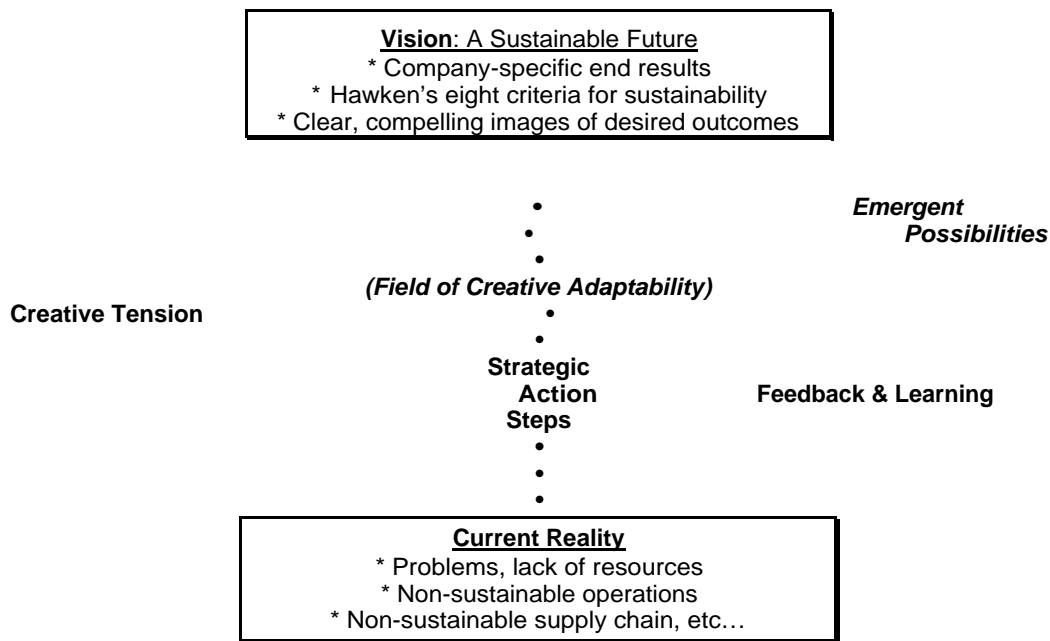 Vision: A Sustainable Future
* Company-specific end results
* Hawken's eight criteria for sustainability
* Clear, compelling images of desired outcomes
•
Emergent
•
Possibilities
•
(Field of Creative Adaptability)
Creative Tension
•
•
Strategic
Action
Feedback & Learning
Steps
•
•
•
Current Reality
* Problems, lack of resources
* Non-sustainable operations
* Non-sustainable supply chain, etc…